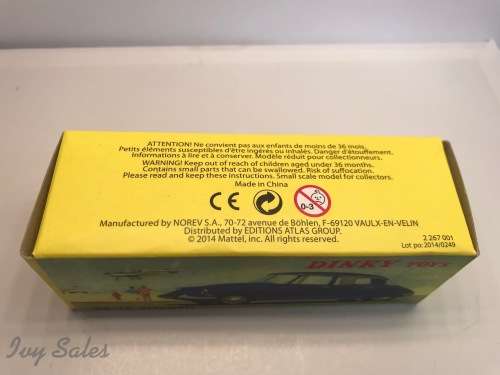 ATTENTION! Ne convient pas aux enfants de moins de 36 mois.
Petits éléments susceptibles d'être ingérés ou inhalés. Danger d'étouffement.
Informations à lire et à conserver. Modèle réduit pour collectionneurs.
WARNING! Keep out of reach of children aged under 36 months.
Contains small parts that can be swallowed. Risk of suffocation.
Please read and keep these instructions. Small scale model for collectors.
Made in China
CE
0-3
Manufactured by NOREV S.A., 70-72 avenue de Böhlen, F-69120 VAULX-EN-VELIN
Distributed by EDITIONS ATLAS GROUP.
© 2014 Mattel, inc. All rights reserved.
2 267 001
Lot po: 2014/0249
DINKY TOYS
Ivy Sales